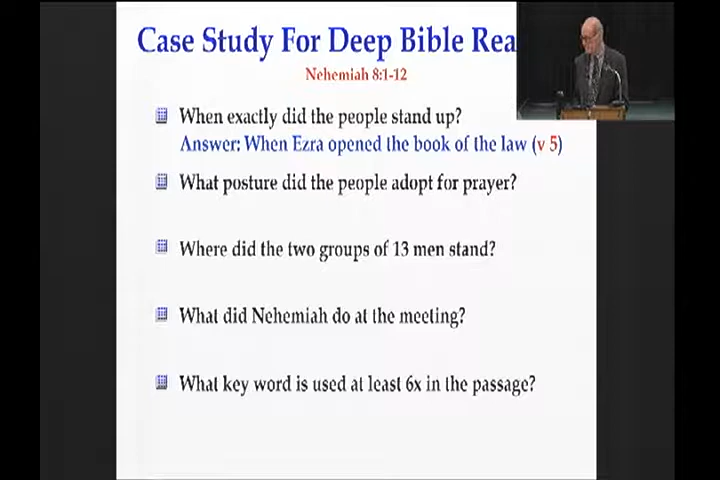 Case Study For Deep Bible Rea
Nehemiah 8:1-12
When exactly did the people stand up?
Answer: When Ezra opened the book of the law (v 5)
What posture did the people adopt for prayer?
Where did the two groups of 13 men stand?
What did Nehemiah do at the meeting?
What key word is used at least 6x in the passage?